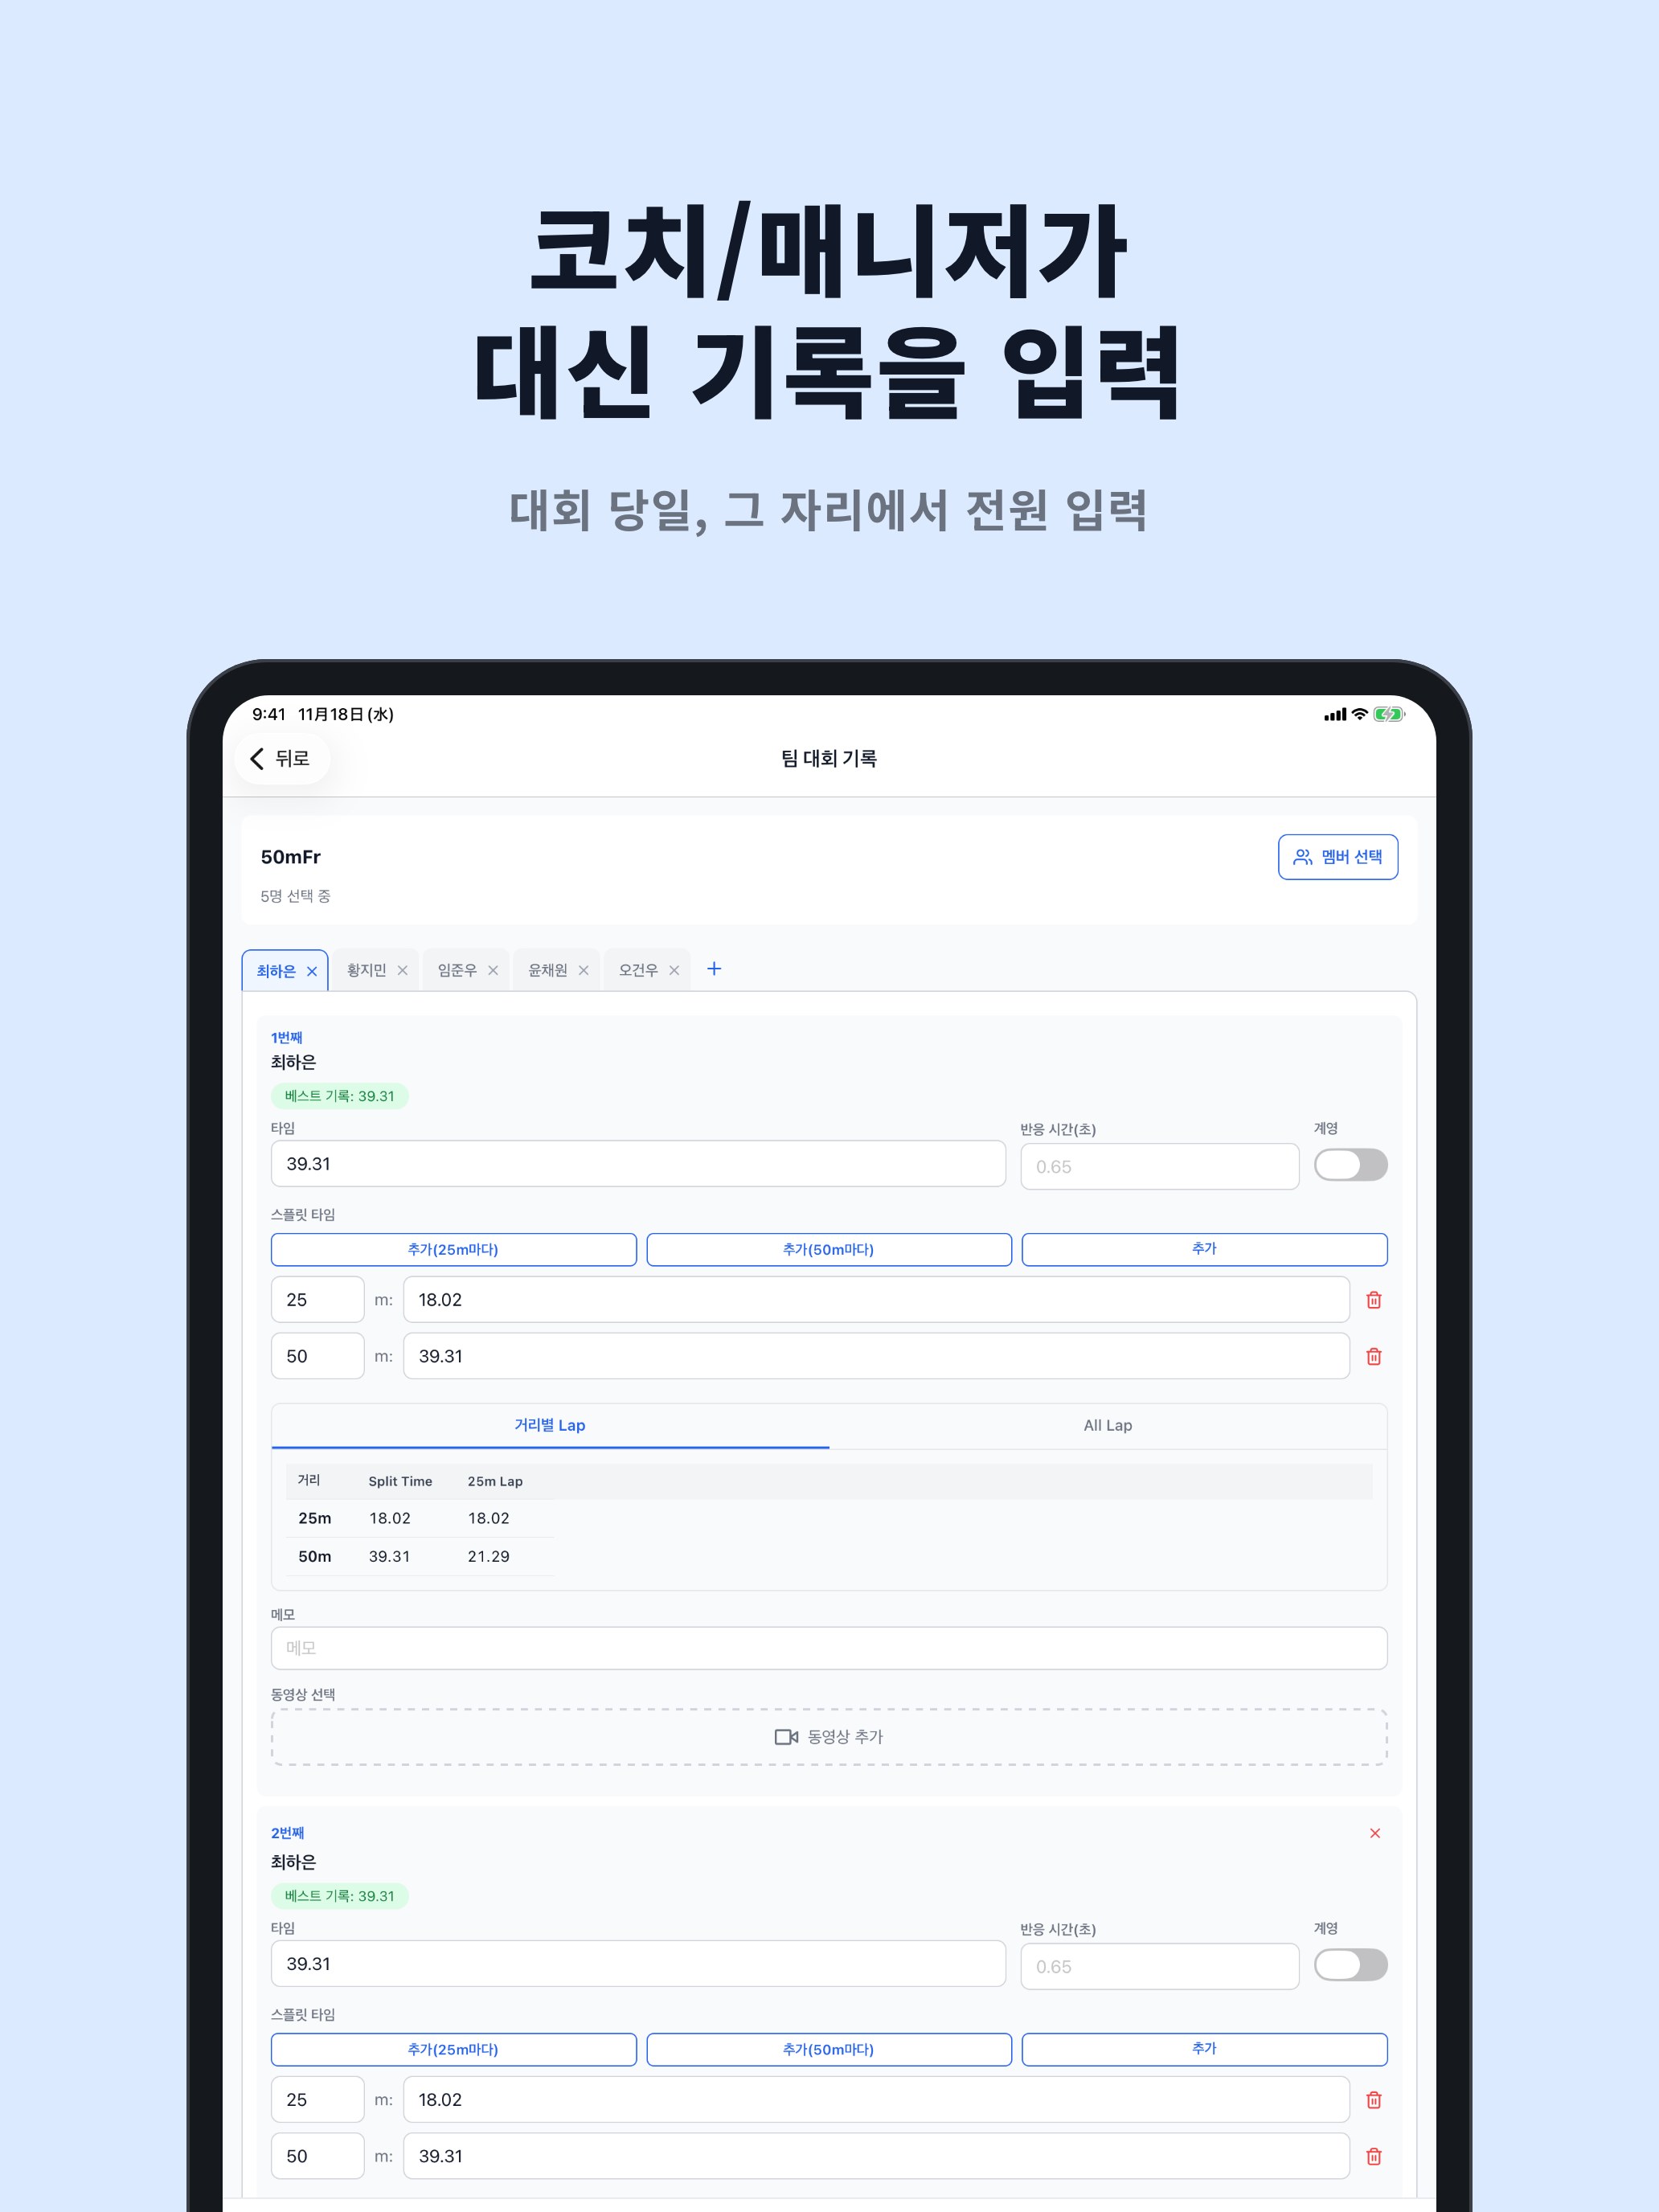 코치/매니저가
대신 기록을 입력
대회 당일, 그 자리에서 전원 입력
9:41 11月18日(水)
뒤로
팀 대회 기록
50mFr
멤버 선택
5명 선택 중
최하은 황지민 임준우 윤채원 오건우
1번째
최하은
베스트 기록: 39.31
타임 반응 시간(초) 계영
39.31 0.65
스플릿 타임
추가(25m마다) 추가(50m마다) 추가
25 m: 18.02
50 m: 39.31
거리별 Lap All Lap
거리 Split Time 25m Lap
25m 18.02 18.02
50m 39.31 21.29
메모
메모
동영상 선택
동영상 추가
2번째
최하은
베스트 기록: 39.31
타임 반응 시간(초) 계영
39.31 0.65
스플릿 타임
추가(25m마다) 추가(50m마다) 추가
25 m: 18.02
50 m: 39.31